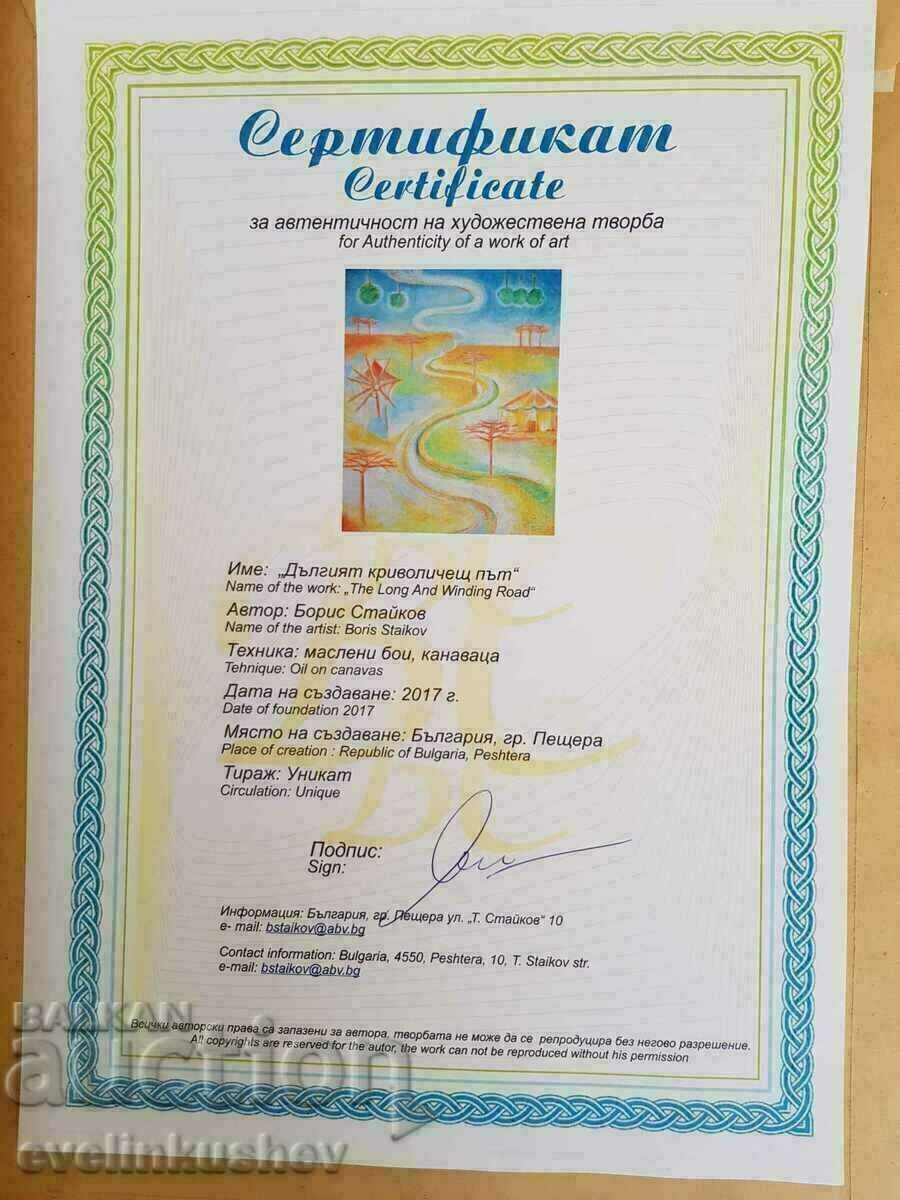 Сертификат
Certificate
за автентичност на художествена творба
for Authenticity of a work of art
Име: „Дългият криволичещ път“
Name of the work: „The Long And Winding Road“
Автор: Борис Стайков
Name of the artist: Boris Staikov
Техника: маслени бои, канаваца
Tehnique: Oil on canavas
Дата на създаване: 2017 г.
Date of foundation 2017
Място на създаване: България, гр. Пещера
Place of creation : Republic of Bulgaria, Peshtera
Тираж: Уникат
Circulation: Unique
Подпис:
Sign:
Информация: България, гр. Пещера ул. „Т. Стайков“ 10
e- mail: bstaikov@abv.bg
Contact information: Bulgaria, 4550, Peshtera, 10, T. Staikov str.
e-mail: bstaikov@abv.bg
Всички авторски права са запазени за автора, творбата не може да се репродуцира без негово разрешение.
All copyrights are reserved for the autor, the work can not be reproduced without his permission
BALKAN
auction
evelinkushev